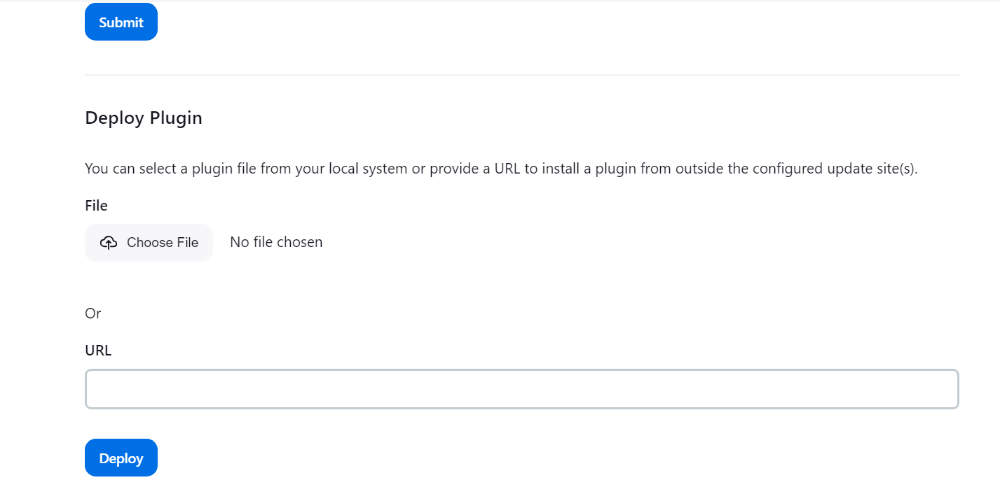 Submit
Deploy Plugin
You can select a plugin file from your local system or provide a URL to install a plugin from outside the configured update site(s).
File
Choose File No file chosen
Or
URL
Deploy